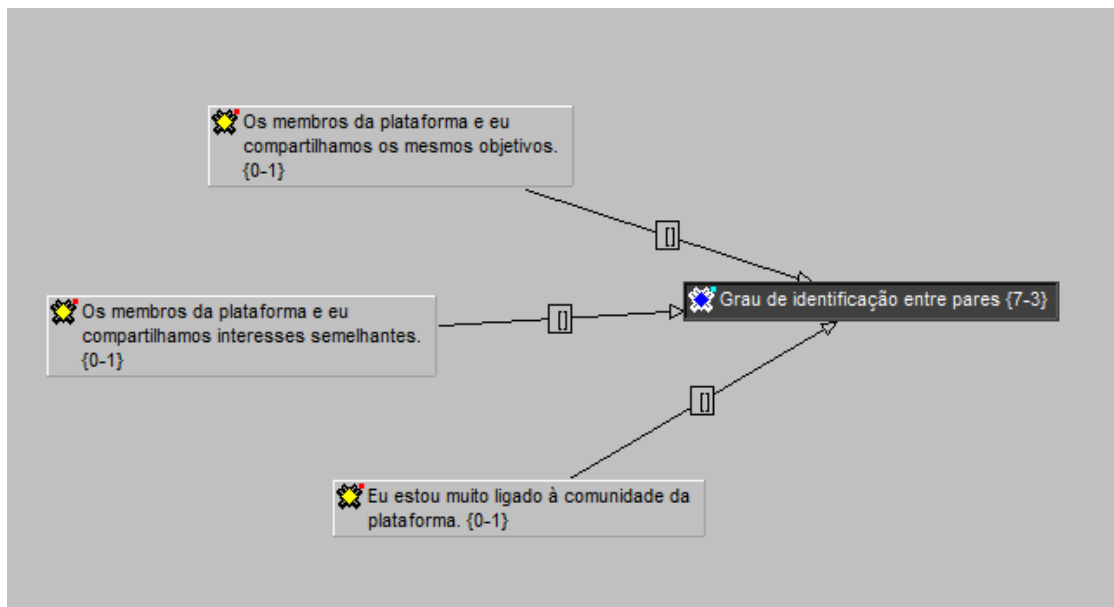 Os membros da plataforma e eu
compartilhamos os mesmos objetivos.
{0-1}
[]
Grau de identificação entre pares {7-3}
Os membros da plataforma e eu
compartilhamos interesses semelhantes.
{0-1}
[]
[]
Eu estou muito ligado à comunidade da
plataforma. {0-1}